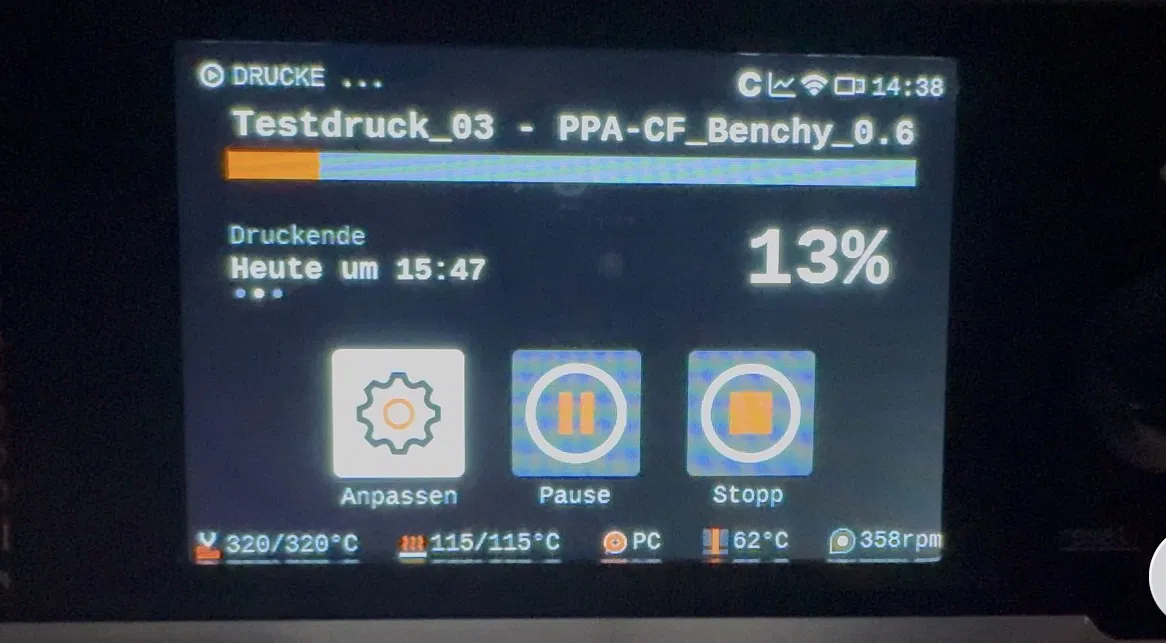 DRUCKE ...
C 14:38
Testdruck_03 - PPA-CF_Benchy_0.6
Druckende
Heute um 15:47
13%
Anpassen Pause Stopp
320/320°C 115/115°C PC 62°C 358rpm